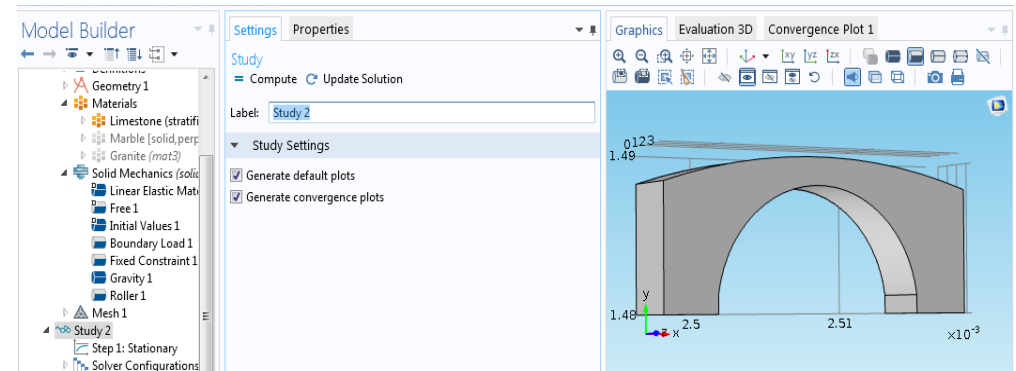 Model Builder
Geometry 1
Materials
Limestone (stratifi
Marble [solid,perp
Granite (mat3)
Solid Mechanics (solid
Linear Elastic Mate
Free 1
Initial Values 1
Boundary Load 1
Fixed Constraint 1
Gravity 1
Roller 1
Mesh 1
Study 2
Step 1: Stationary
Solver Configurations
Settings Properties
Study
= Compute Update Solution
Label: Study 2
Study Settings
Generate default plots
Generate convergence plots
Graphics Evaluation 3D Convergence Plot 1
xy yz zx
0123
1.49
y
1.48
z x 2.5 2.51
×10⁻³